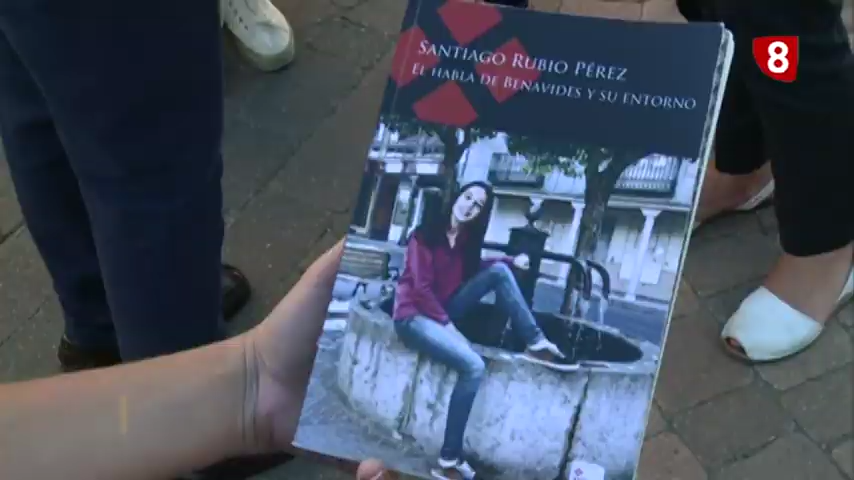 SANTIAGO RUBIO PÉREZ
EL HABLA DE BENAVIDES Y SU ENTORNO
8